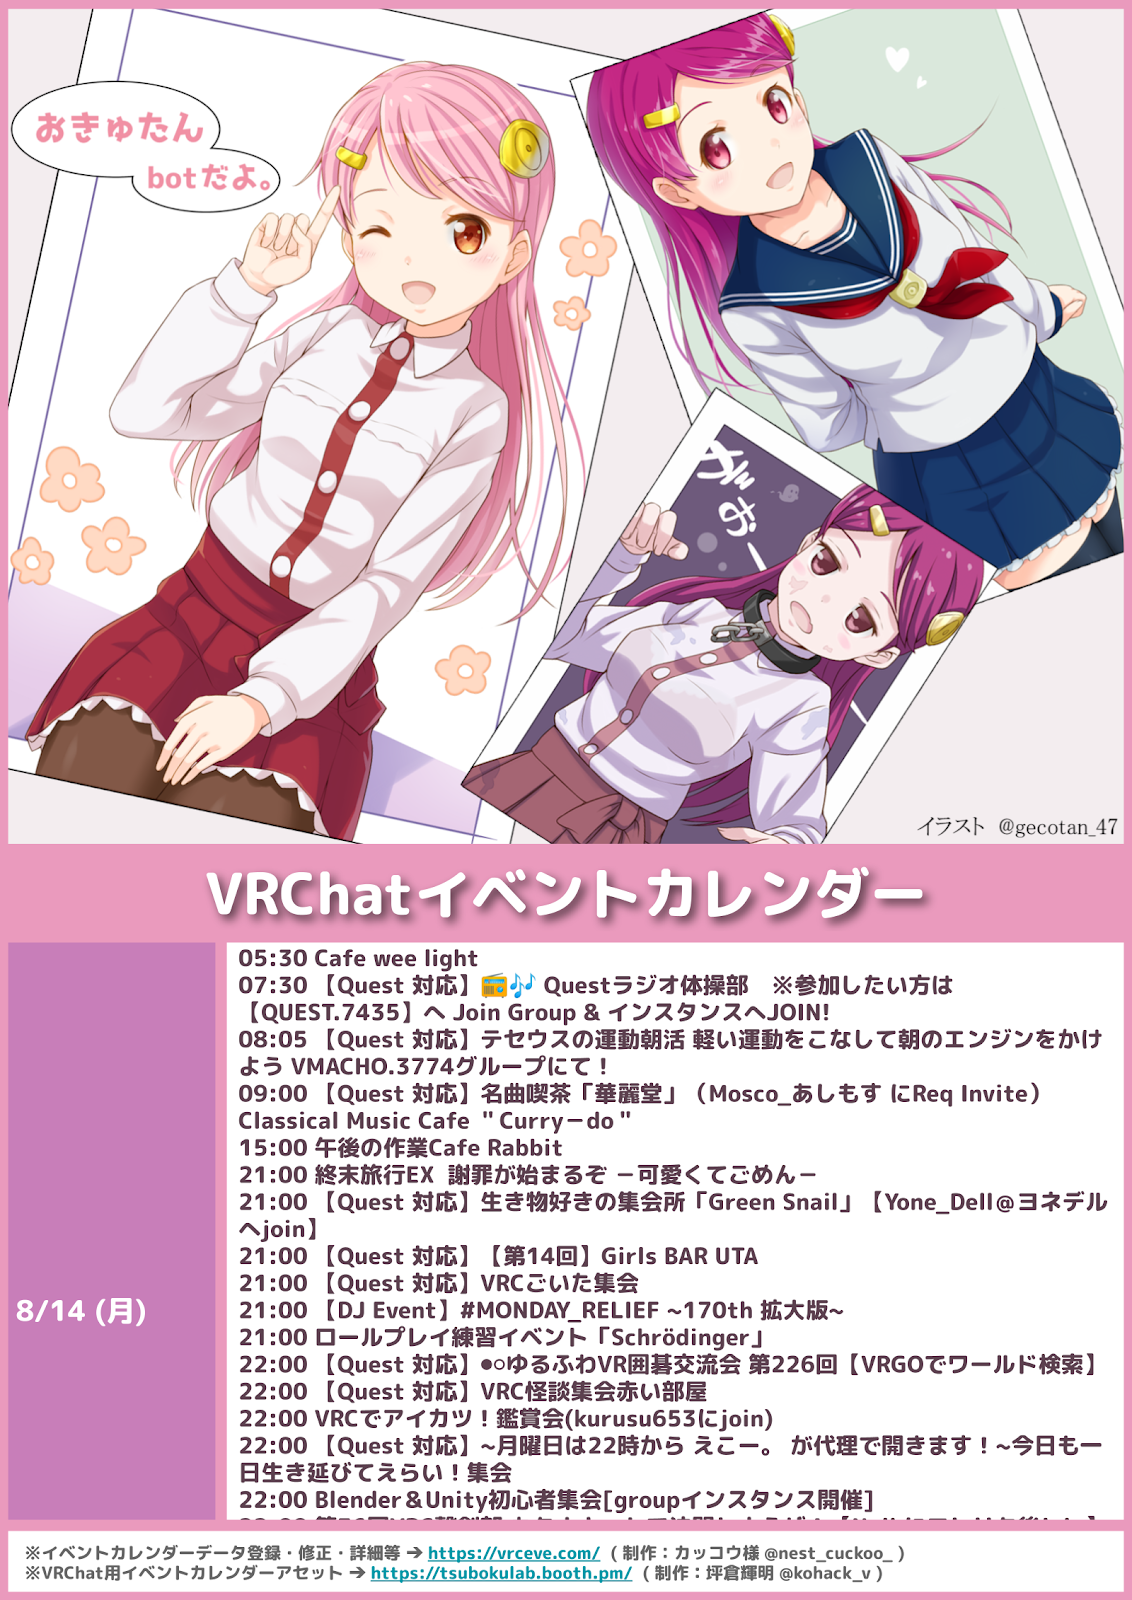 おきゅたん
botだよ。
がおー
イラスト @gecotan_47
VRChatイベントカレンダー
8/14 (月)
05:30 Cafe wee light
07:30 【Quest 対応】📻🎶 Questラジオ体操部　※参加したい方は
【QUEST.7435】へ Join Group & インスタンスへJOIN!
08:05 【Quest 対応】テセウスの運動朝活 軽い運動をこなして朝のエンジンをかけ
よう VMACHO.3774グループにて！
09:00 【Quest 対応】名曲喫茶「華麗堂」（Mosco_あしもす にReq Invite）
Classical Music Cafe ＂Curry－do＂
15:00 午後の作業Cafe Rabbit
21:00 終末旅行EX 謝罪が始まるぞ －可愛くてごめん－
21:00 【Quest 対応】生き物好きの集会所「Green Snail」【Yone_Dell@ヨネデル
へjoin】
21:00 【Quest 対応】【第14回】Girls BAR UTA
21:00 【Quest 対応】VRCごいた集会
21:00 【DJ Event】#MONDAY_RELIEF ~170th 拡大版~
21:00 ロールプレイ練習イベント「Schrödinger」
22:00 【Quest 対応】●○ゆるふわVR囲碁交流会 第226回【VRGOでワールド検索】
22:00 【Quest 対応】VRC怪談集会赤い部屋
22:00 VRCでアイカツ！鑑賞会(kurusu653にjoin)
22:00 【Quest 対応】~月曜日は22時から えこー。 が代理で開きます！~今日も一
日生き延びてえらい！集会
22:00 Blender＆Unity初心者集会[groupインスタンス開催]
※イベントカレンダーデータ登録・修正・詳細等 ➔ https://vrceve.com/ ( 制作：カッコウ様 @nest_cuckoo_ )
※VRChat用イベントカレンダーアセット ➔ https://tsubokulab.booth.pm/ ( 制作：坪倉輝明 @kohack_v )